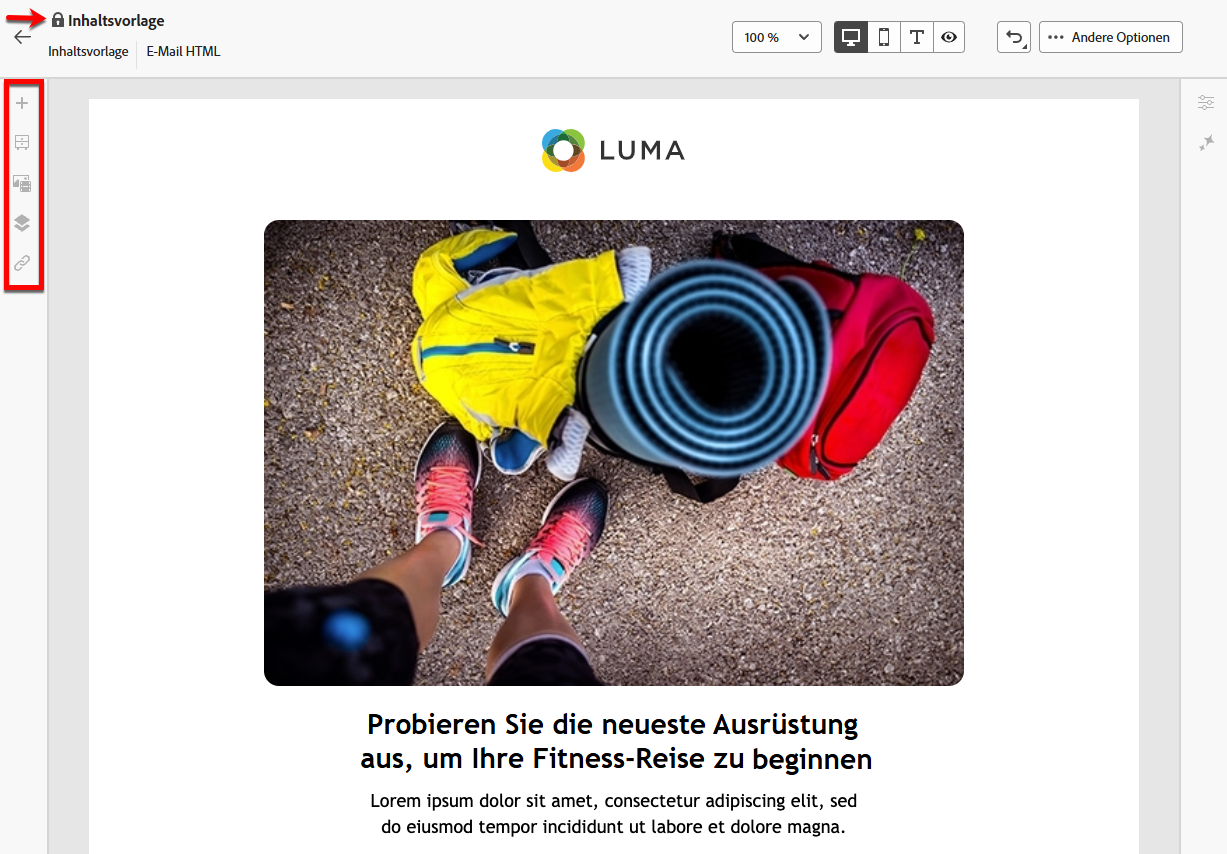 Inhaltsvorlage
Inhaltsvorlage
E-Mail HTML
100 %
Andere Optionen
LUMA
Probieren Sie die neueste Ausrüstung
aus, um Ihre Fitness-Reise zu beginnen
Lorem ipsum dolor sit amet, consectetur adipiscing elit, sed
do eiusmod tempor incididunt ut labore et dolore magna.